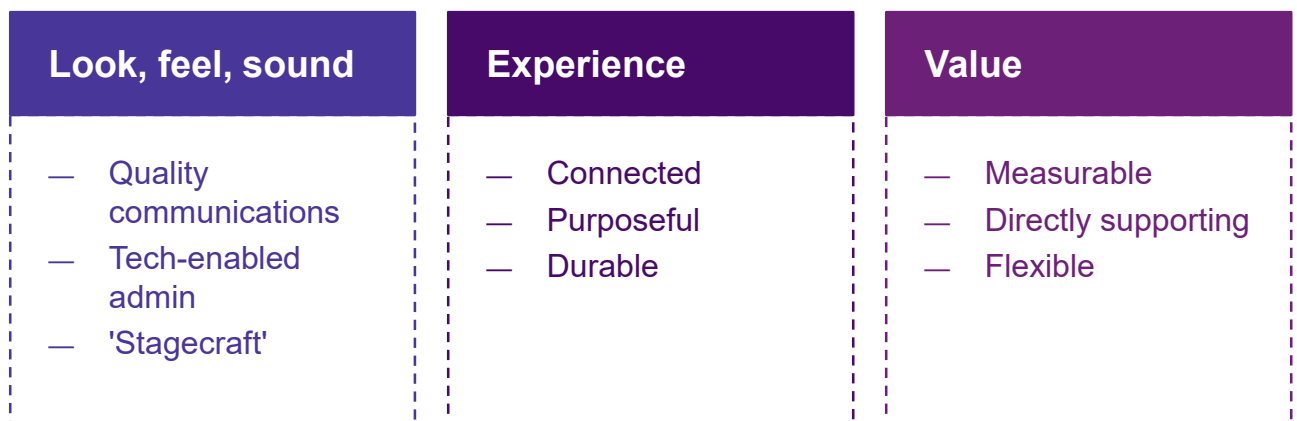 Look, feel, sound
— Quality
communications
— Tech-enabled
admin
— 'Stagecraft'
Experience
— Connected
— Purposeful
— Durable
Value
— Measurable
— Directly supporting
— Flexible